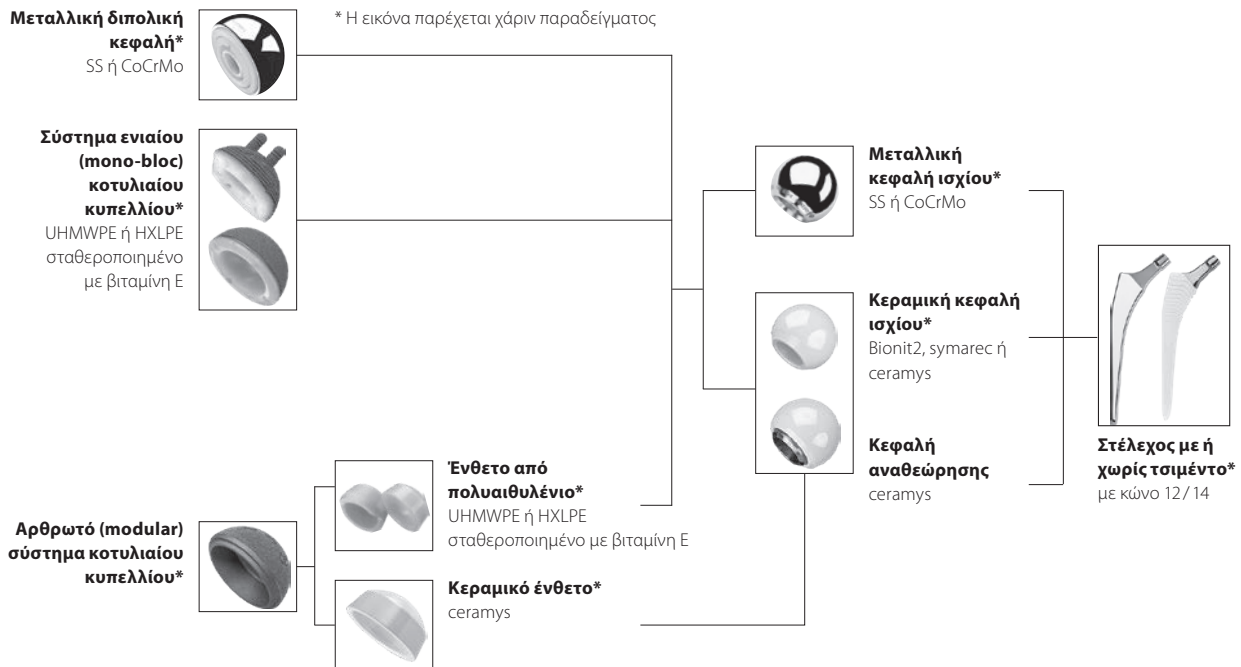 Μεταλλική διπολική
κεφαλή*
SS ή CoCrMo
* Η εικόνα παρέχεται χάριν παραδείγματος
Σύστημα ενιαίου
(mono-bloc)
κοτυλιαίου
κυπελλίου*
UHMWPE ή HXLPE
σταθεροποιημένο
με βιταμίνη E
Μεταλλική
κεφαλή ισχίου*
SS ή CoCrMo
Κεραμική κεφαλή
ισχίου*
Bionit2, symarec ή
ceramys
Κεφαλή
αναθεώρησης
ceramys
Στέλεχος με ή
χωρίς τσιμέντο*
με κώνο 12/14
Ένθετο από
πολυαιθυλένιο*
UHMWPE ή HXLPE
σταθεροποιημένο με βιταμίνη E
Αρθρωτό (modular)
σύστημα κοτυλιαίου
κυπελλίου*
Κεραμικό ένθετο*
ceramys